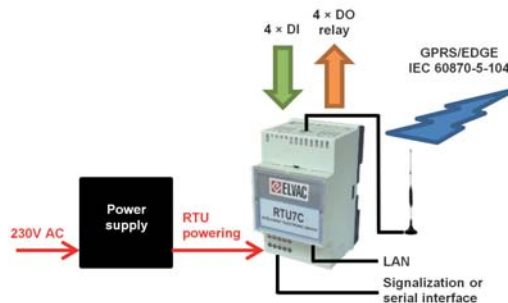 4 × DI
4 × DO
relay
GPRS/EDGE
IEC 60870-5-104
ELVAC
RTU7C
Power
supply
230V AC
RTU
powering
LAN
Signalization or
serial interface